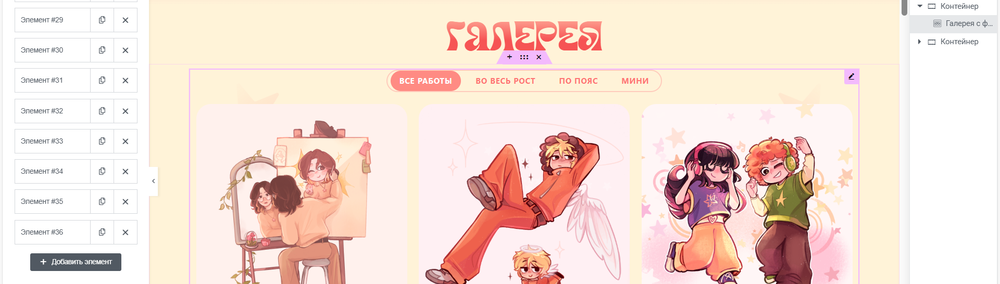 Элемент #29
Элемент #30
Элемент #31
Элемент #32
Элемент #33
Элемент #34
Элемент #35
Элемент #36
+ Добавить элемент
ГАЛЕРЕЯ
ВСЕ РАБОТЫ ВО ВЕСЬ РОСТ ПО ПОЯС МИНИ
Контейнер
Галерея с ф...
Контейнер